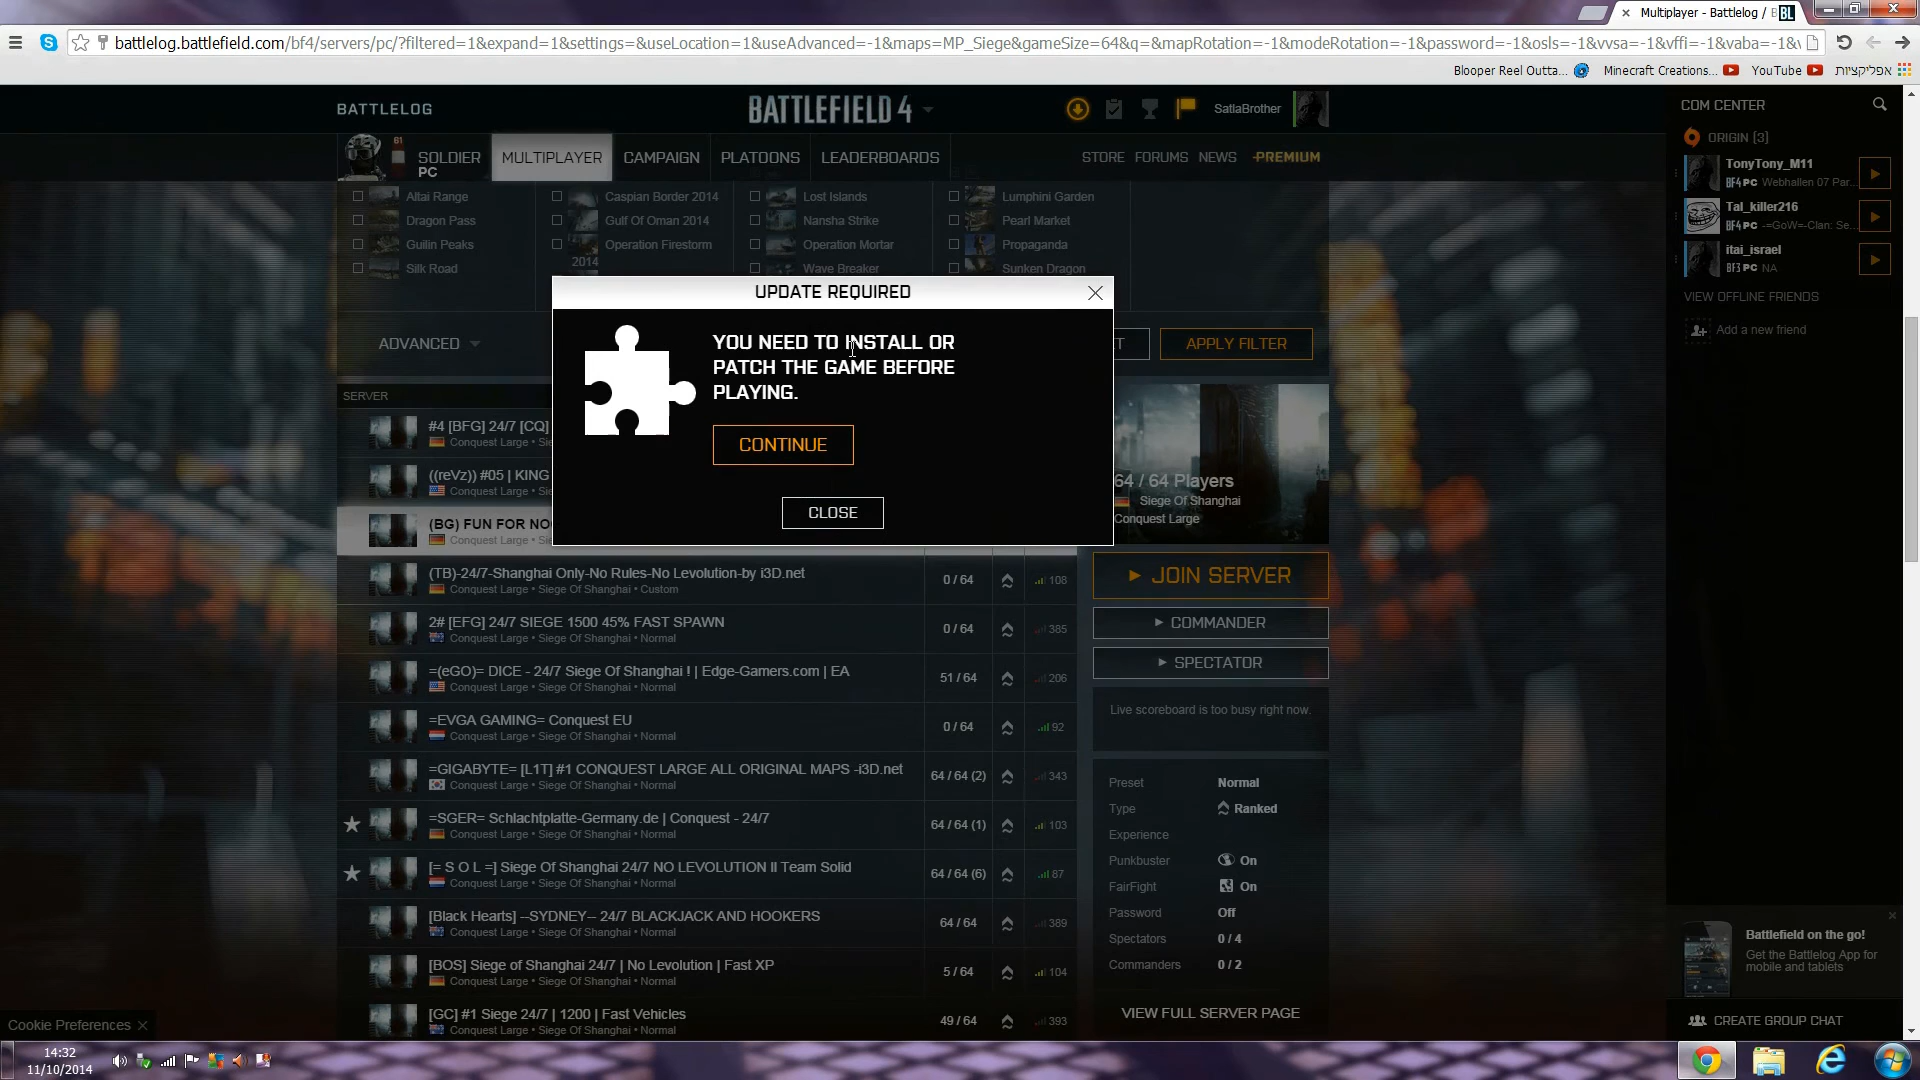 Multiplayer - Battlelog / B
battlelog.battlefield.com/bf4/servers/pc/?filtered=1&expand=1&settings=&useLocation=1&useAdvanced=-1&maps=MP_Siege&gameSize=64&q=&mapRotation=-1&modeRotation=-1&password=-1&osls=-1&vvsa=-1&vffi=-1&vaba=-1&
Blooper Reel Outta... Minecraft Creations... YouTube אפליקציות
BATTLELOG
BATTLEFIELD 4
SatlaBrother
COM CENTER
61
SOLDIER
PC
MULTIPLAYER
CAMPAIGN
PLATOONS
LEADERBOARDS
STORE FORUMS NEWS PREMIUM
ORIGIN [3]
TonyTony_M11
BF4 PC Webhallen 07 Par...
Tal_killer216
BF4 PC -=GoW=-Clan: Se...
itai_israel
BF3 PC NA
VIEW OFFLINE FRIENDS
Add a new friend
Altai Range Caspian Border 2014 Lost Islands Lumphini Garden
Dragon Pass Gulf Of Oman 2014 Nansha Strike Pearl Market
Guilin Peaks Operation Firestorm 2014 Operation Mortar Propaganda
Silk Road Wave Breaker Sunken Dragon
ADVANCED
APPLY FILTER
UPDATE REQUIRED
YOU NEED TO INSTALL OR
PATCH THE GAME BEFORE
PLAYING.
CONTINUE
CLOSE
SERVER
#4 [BFG] 24/7 [CQ]
Conquest Large • Sie
((reVz)) #05 | KING
Conquest Large • Sie
(BG) FUN FOR NO
Conquest Large • Sie
(TB)-24/7-Shanghai Only-No Rules-No Levolution-by i3D.net 0 / 64 108
Conquest Large • Siege Of Shanghai • Custom
2# [EFG] 24/7 SIEGE 1500 45% FAST SPAWN 0 / 64 385
Conquest Large • Siege Of Shanghai • Normal
=(eGO)= DICE - 24/7 Siege Of Shanghai ! | Edge-Gamers.com | EA 51 / 64 206
Conquest Large • Siege Of Shanghai • Normal
=EVGA GAMING= Conquest EU 0 / 64 92
Conquest Large • Siege Of Shanghai • Normal
=GIGABYTE= [L1T] #1 CONQUEST LARGE ALL ORIGINAL MAPS -i3D.net 64 / 64 (2) 343
Conquest Large • Siege Of Shanghai • Normal
=SGER= Schlachtplatte-Germany.de | Conquest - 24/7 64 / 64 (1) 103
Conquest Large • Siege Of Shanghai • Normal
[= S O L =] Siege Of Shanghai 24/7 NO LEVOLUTION II Team Solid 64 / 64 (6) 87
Conquest Large • Siege Of Shanghai • Normal
[Black Hearts] --SYDNEY-- 24/7 BLACKJACK AND HOOKERS 64 / 64 389
Conquest Large • Siege Of Shanghai • Normal
[BOS] Siege of Shanghai 24/7 | No Levolution | Fast XP 5 / 64 104
Conquest Large • Siege Of Shanghai • Normal
[GC] #1 Siege 24/7 | 1200 | Fast Vehicles 49 / 64 393
Conquest Large • Siege Of Shanghai • Normal
64 / 64 Players
Siege Of Shanghai
Conquest Large
JOIN SERVER
COMMANDER
SPECTATOR
Live scoreboard is too busy right now.
Preset Normal
Type Ranked
Experience
Punkbuster On
FairFight On
Password Off
Spectators 0 / 4
Commanders 0 / 2
VIEW FULL SERVER PAGE
Battlefield on the go!
Get the Battlelog App for
mobile and tablets
CREATE GROUP CHAT
Cookie Preferences
14:32
11/10/2014